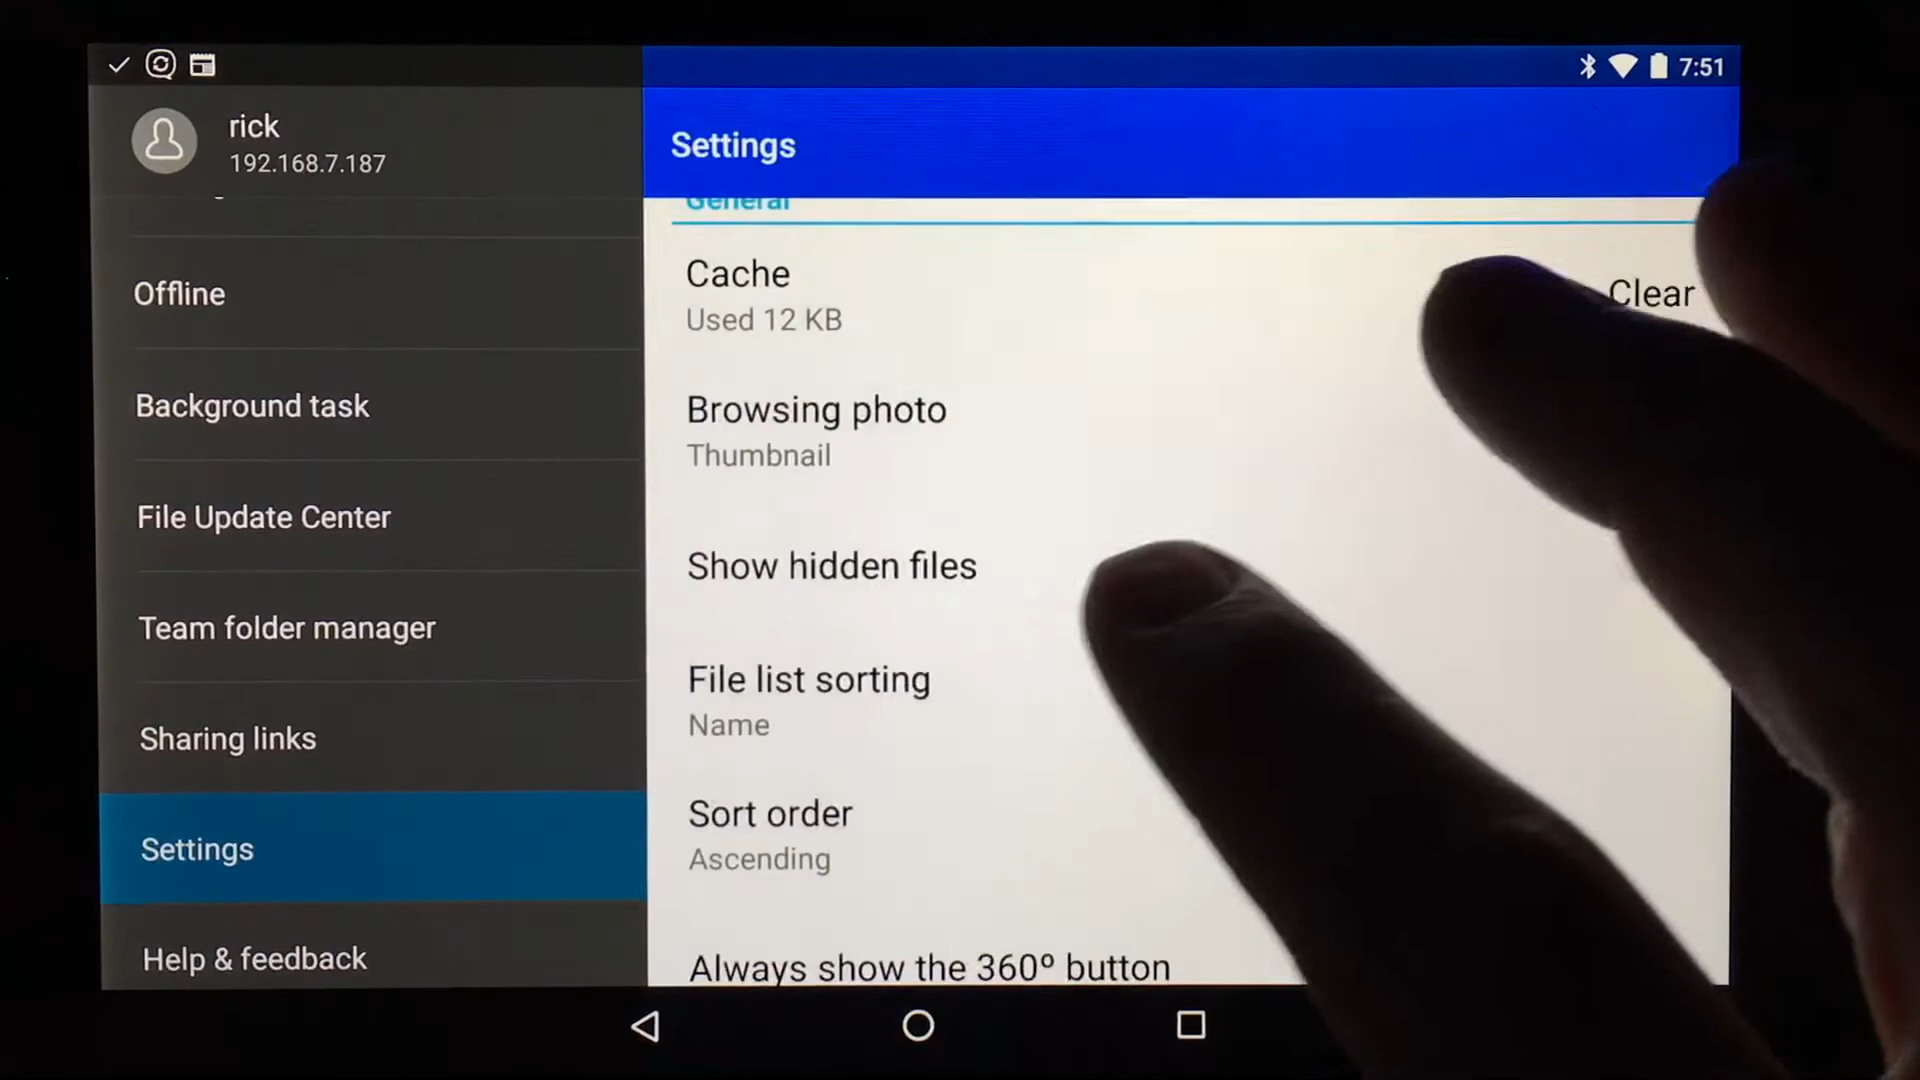 7:51
rick
192.168.7.187
Offline
Background task
File Update Center
Team folder manager
Sharing links
Settings
Help & feedback
Settings
General
Cache
Used 12 KB
Clear
Browsing photo
Thumbnail
Show hidden files
File list sorting
Name
Sort order
Ascending
Always show the 360º button